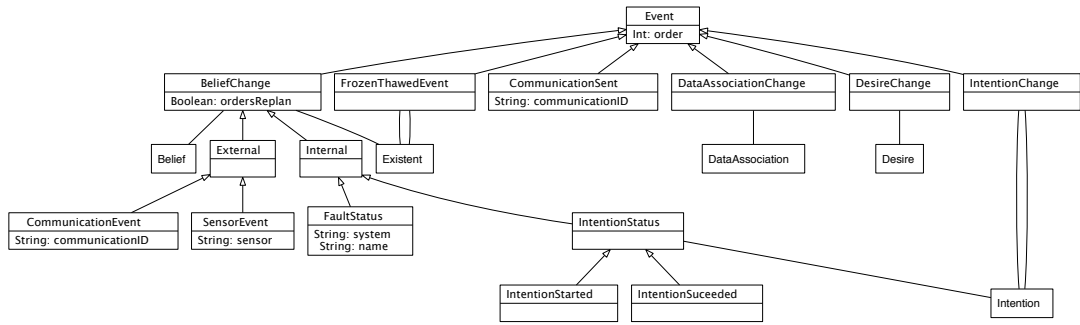 Event
Int: order
BeliefChange
Boolean: ordersReplan
FrozenThawedEvent
CommunicationSent
String: communicationID
DataAssociationChange
DesireChange
IntentionChange
Belief
External
Internal
Existent
DataAssociation
Desire
CommunicationEvent
String: communicationID
SensorEvent
String: sensor
FaultStatus
String: system
String: name
IntentionStatus
IntentionStarted
IntentionSuceeded
Intention